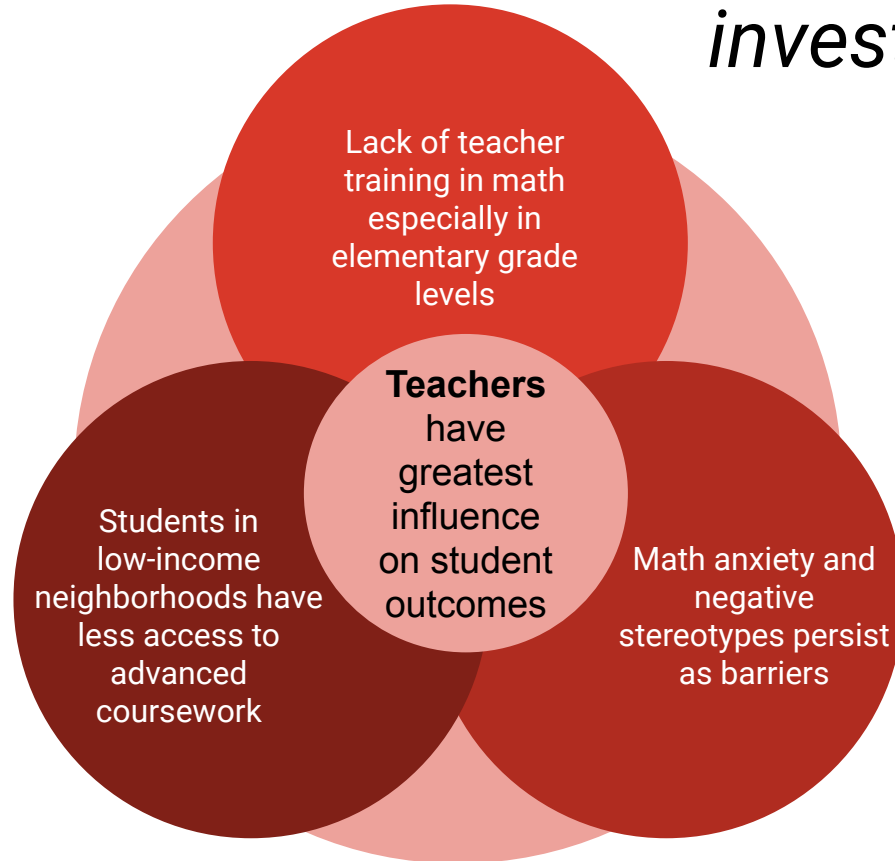 invest
Lack of teacher
training in math
especially in
elementary grade
levels
Teachers
have
greatest
influence
on student
outcomes
Students in
low-income
neighborhoods have
less access to
advanced
coursework
Math anxiety and
negative
stereotypes persist
as barriers